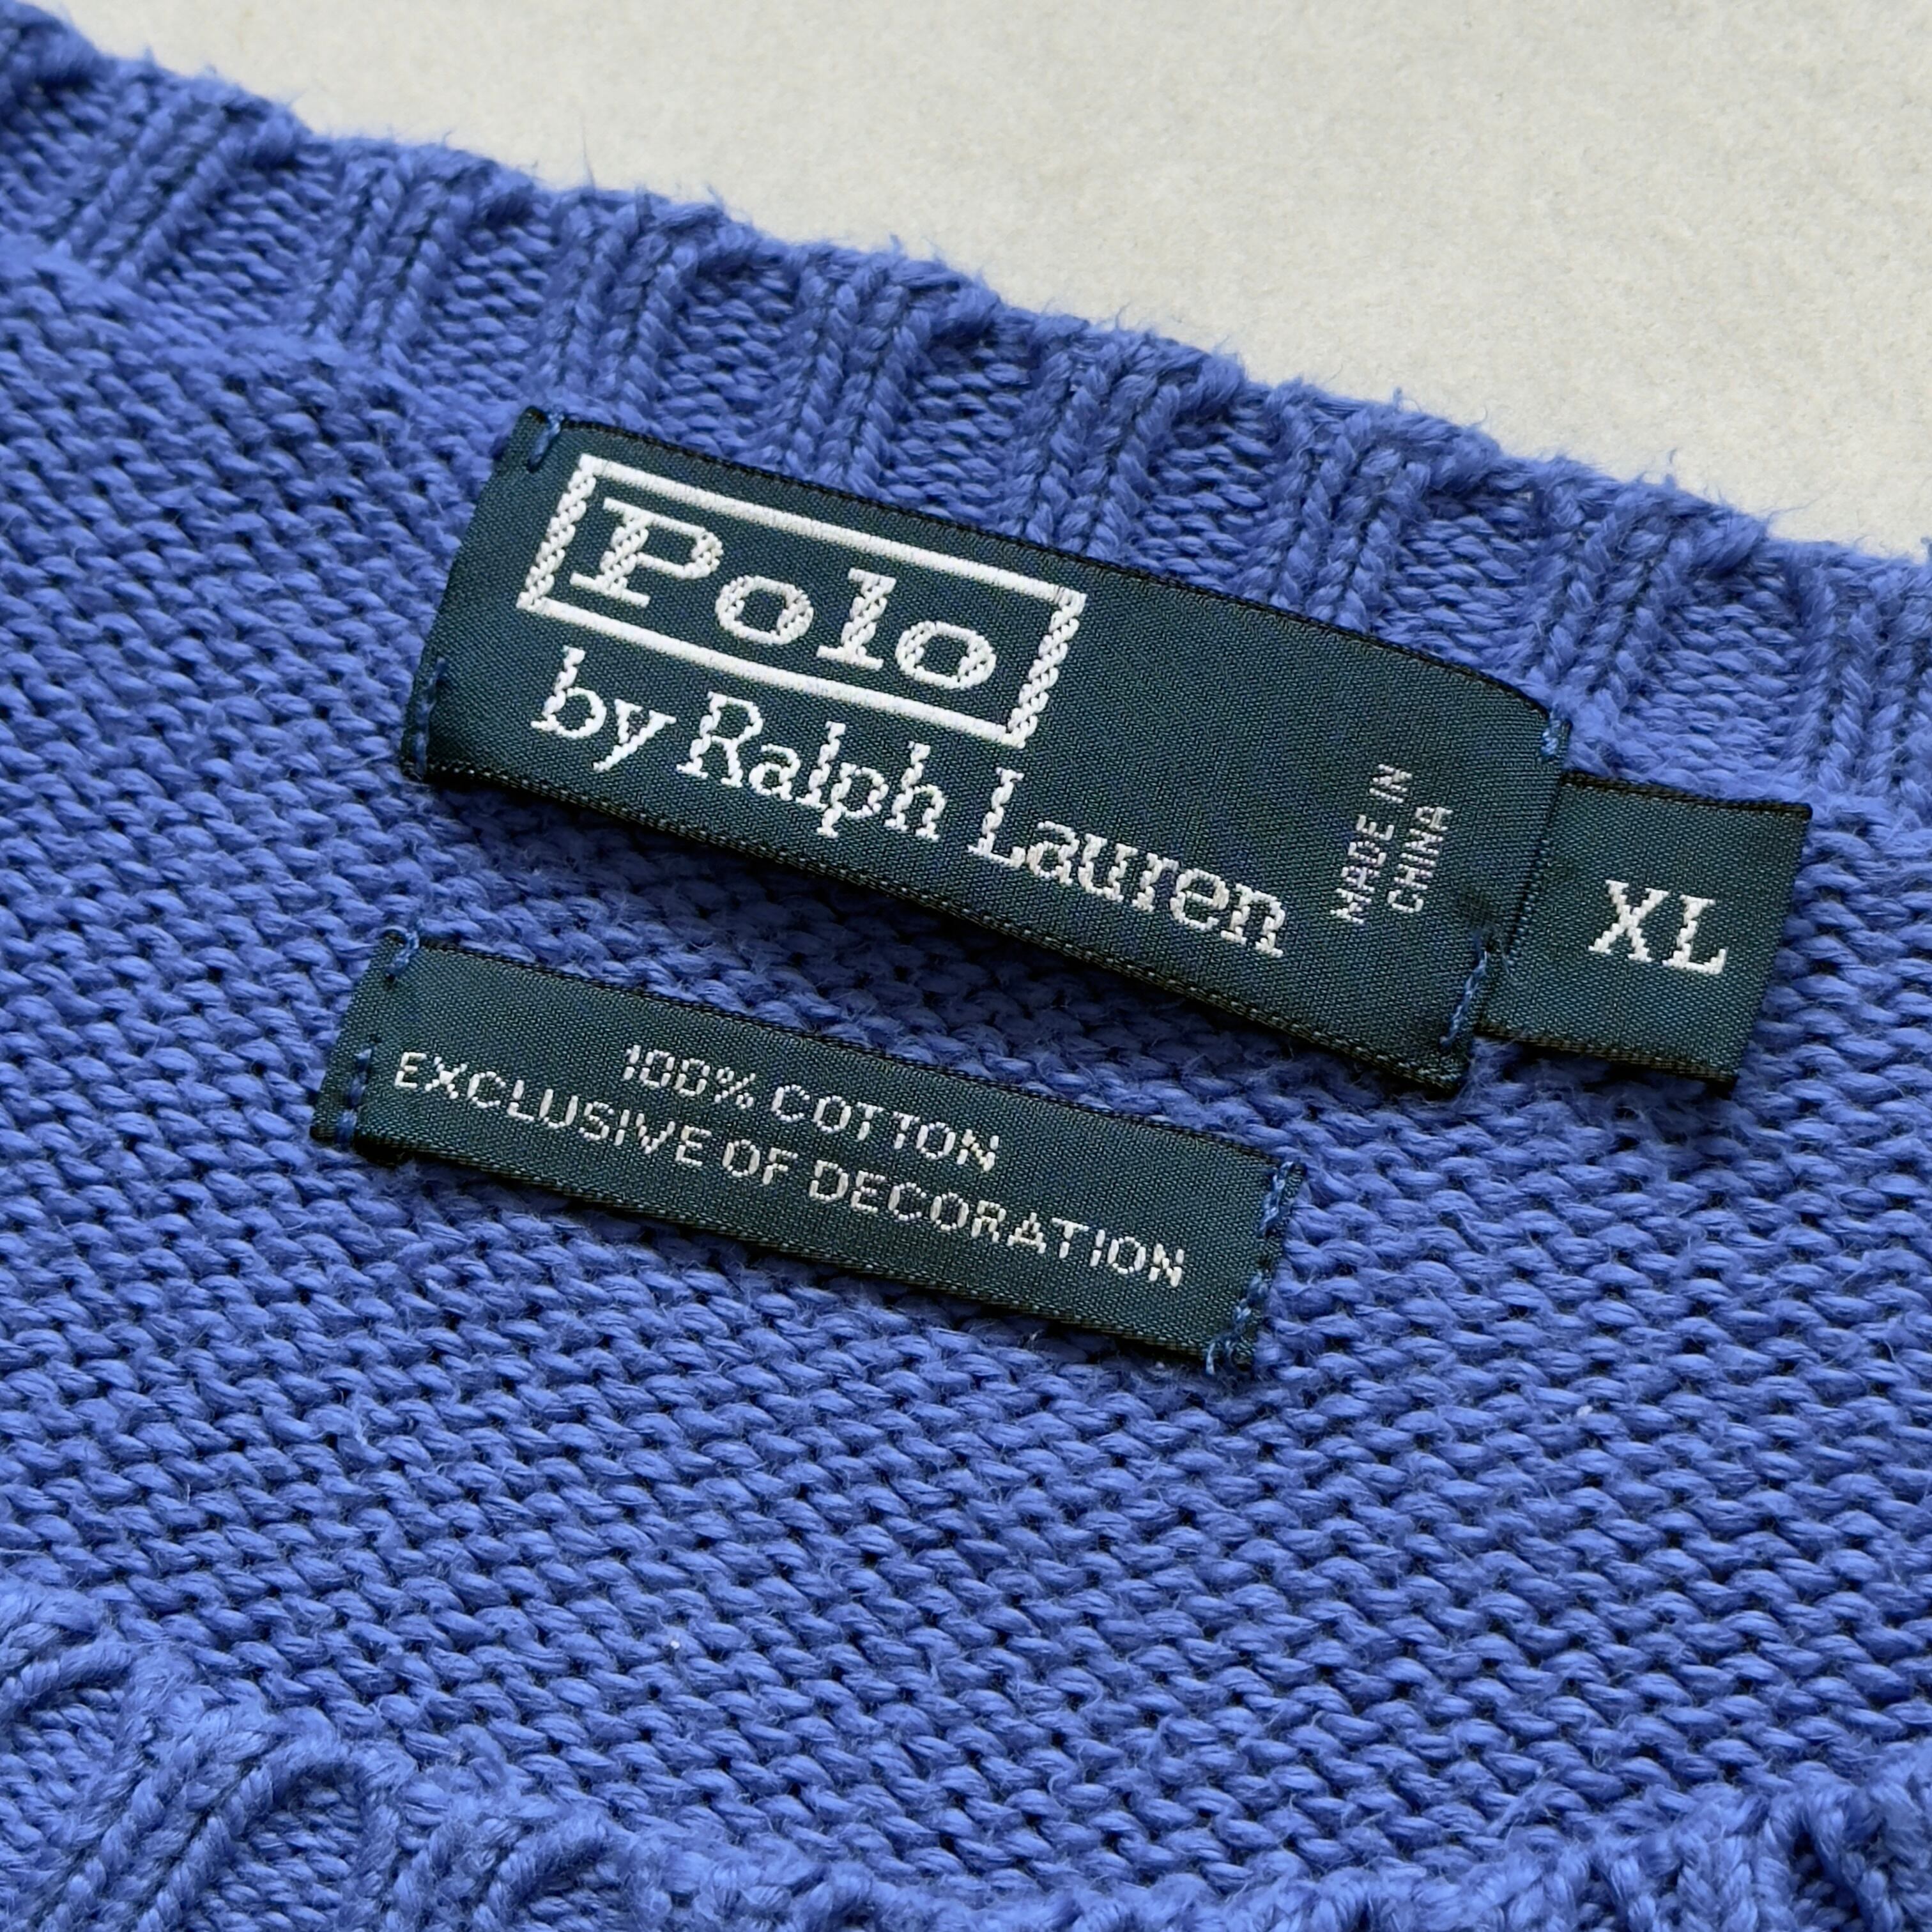 Polo
by Ralph Lauren
MADE IN
CHINA
XL
100% COTTON
EXCLUSIVE OF DECORATION